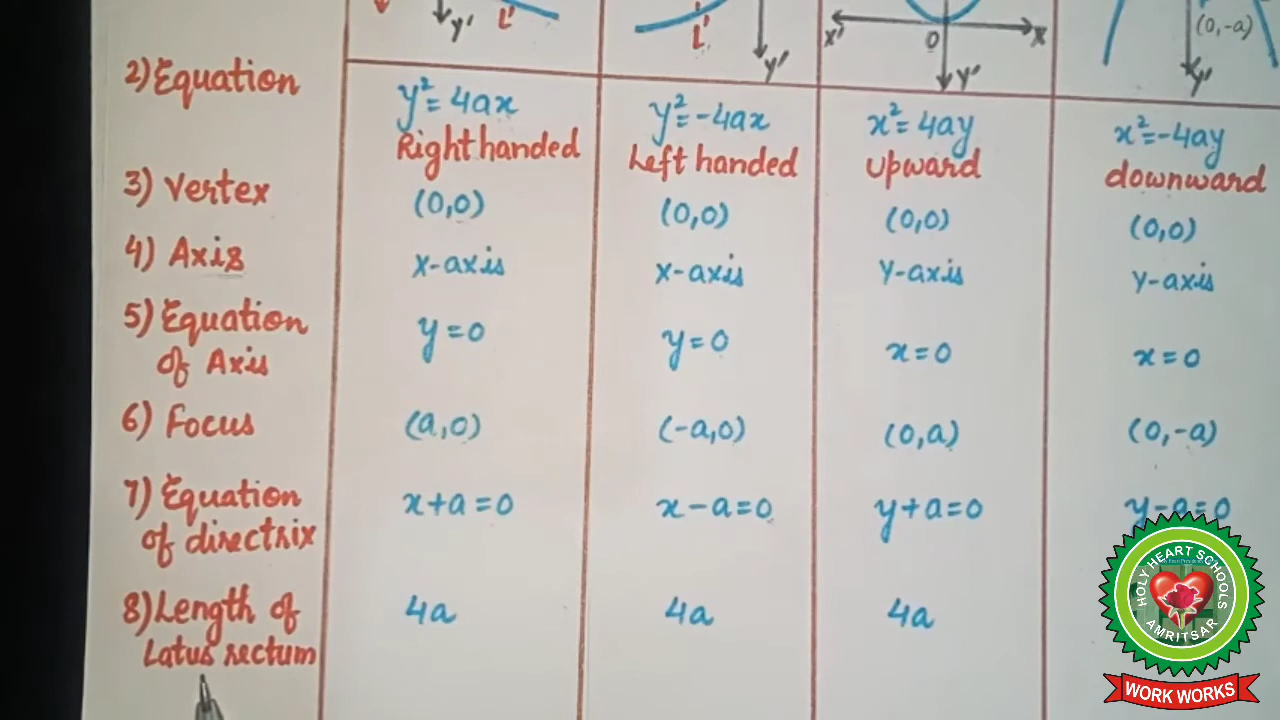 Y' L' L' Y' X' O X Y' (0,-a) Y'
2) Equation y²= 4ax y²= -4ax x²= 4ay x²=-4ay
Right handed Left handed upward downward
3) Vertex (0,0) (0,0) (0,0) (0,0)
4) Axis X-axis X-axis Y-axis Y-axis
5) Equation
of Axis y=0 y=0 x=0 x=0
6) Focus (a,0) (-a,0) (0,a) (0,-a)
7) Equation
of directrix x+a=0 x-a=0 y+a=0 y-a=0
8) Length of
Latus rectum 4a 4a 4a
HOLY HEART SCHOOLS
AMRITSAR
WORK WORKS